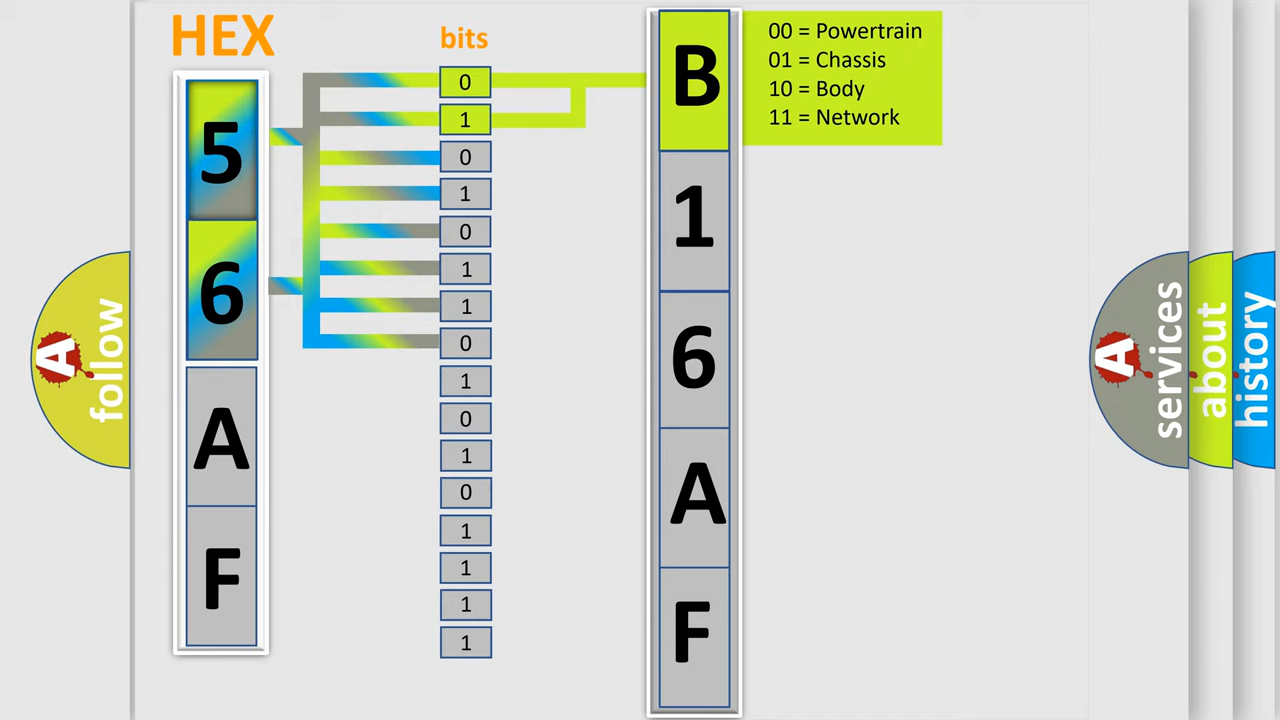 HEX
bits
5
6
A
F
0
1
0
1
0
1
1
0
1
0
1
0
1
1
1
1
B
1
6
A
F
00 = Powertrain
01 = Chassis
10 = Body
11 = Network
A
follow
A
services
about
history